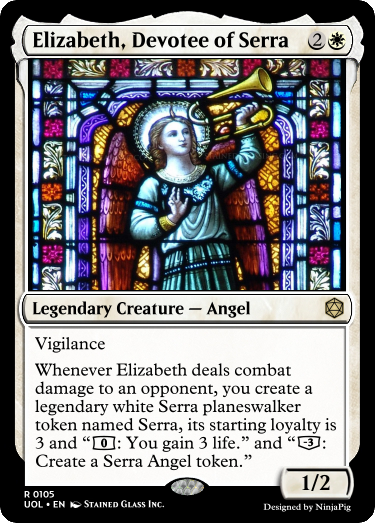 Elizabeth, Devotee of Serra 2
Legendary Creature — Angel
Vigilance
Whenever Elizabeth deals combat
damage to an opponent, you create a
legendary white Serra planeswalker
token named Serra, its starting loyalty is
3 and “0: You gain 3 life.” and “-3:
Create a Serra Angel token.”
1/2
R 0105
UOL • EN Stained Glass Inc.
Designed by NinjaPig